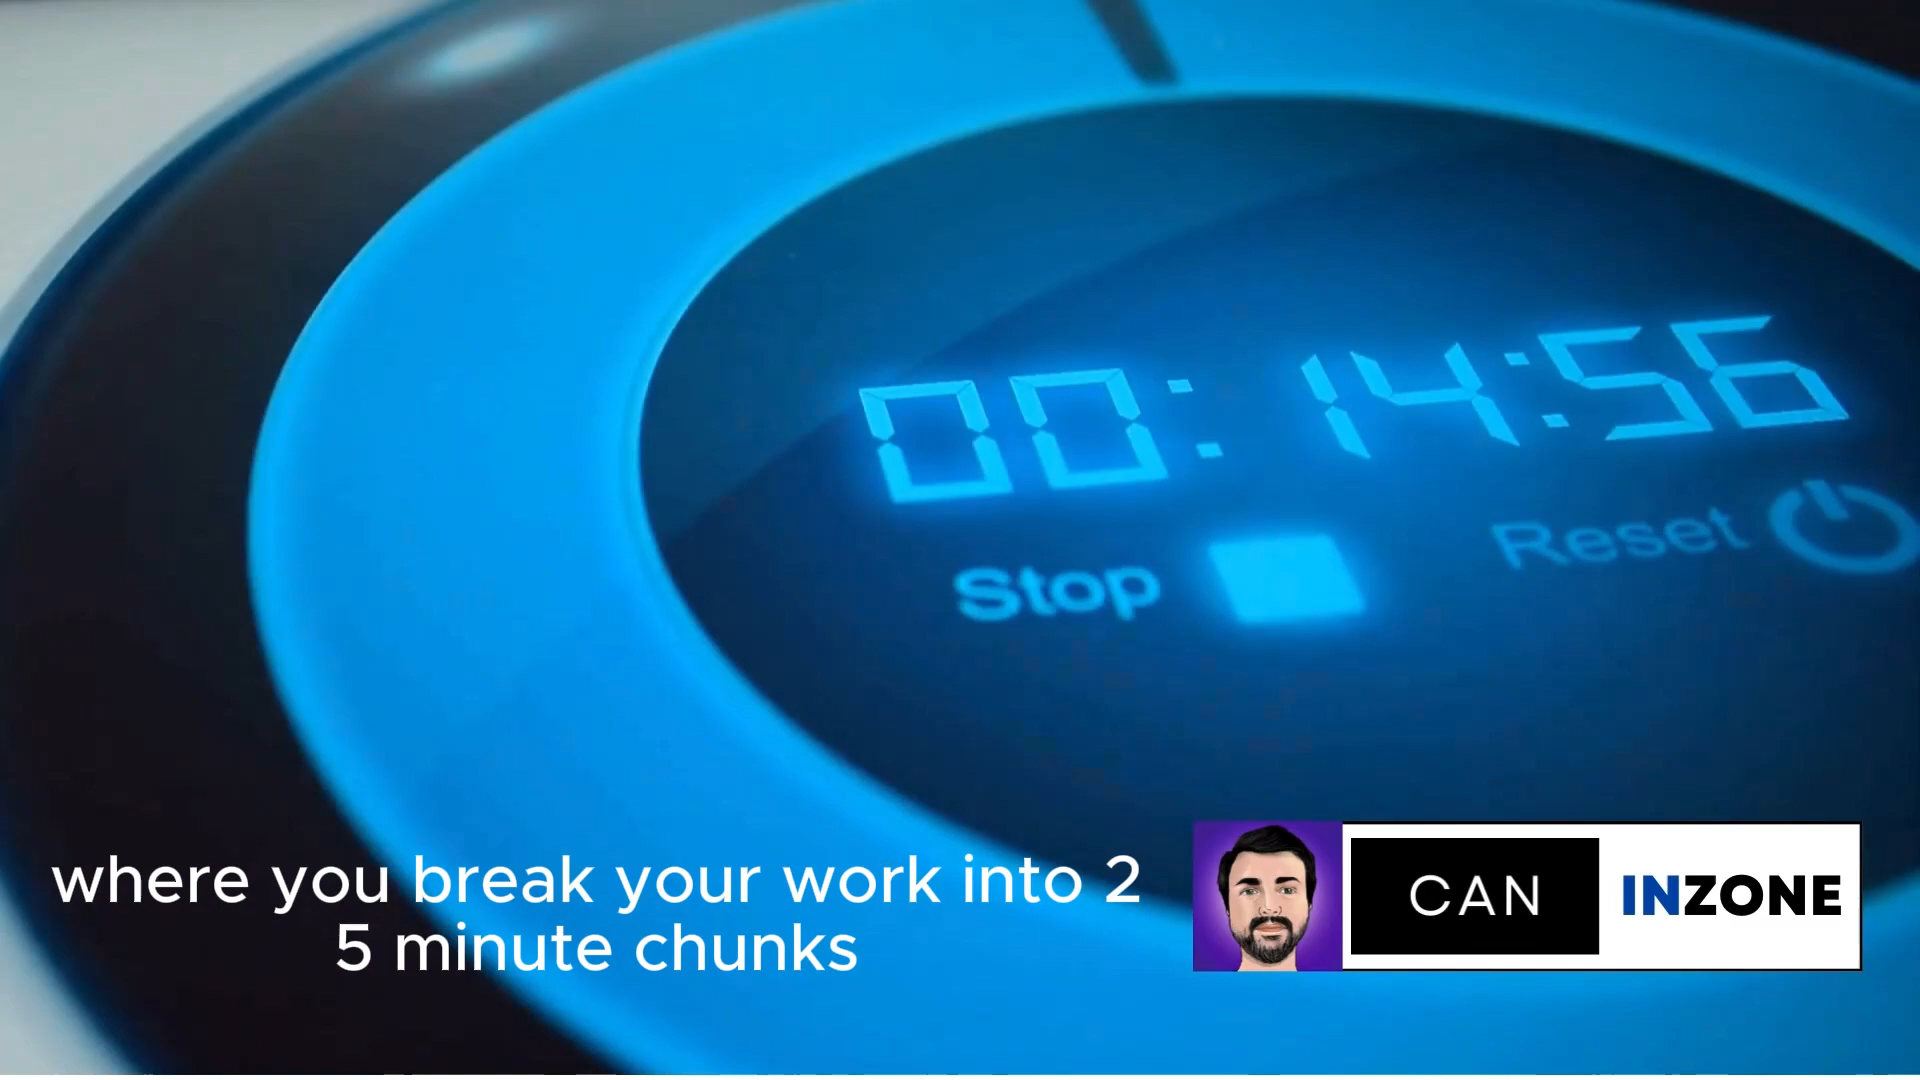 00:14:56
Stop
Reset
where you break your work into 2
5 minute chunks
CAN INZONE